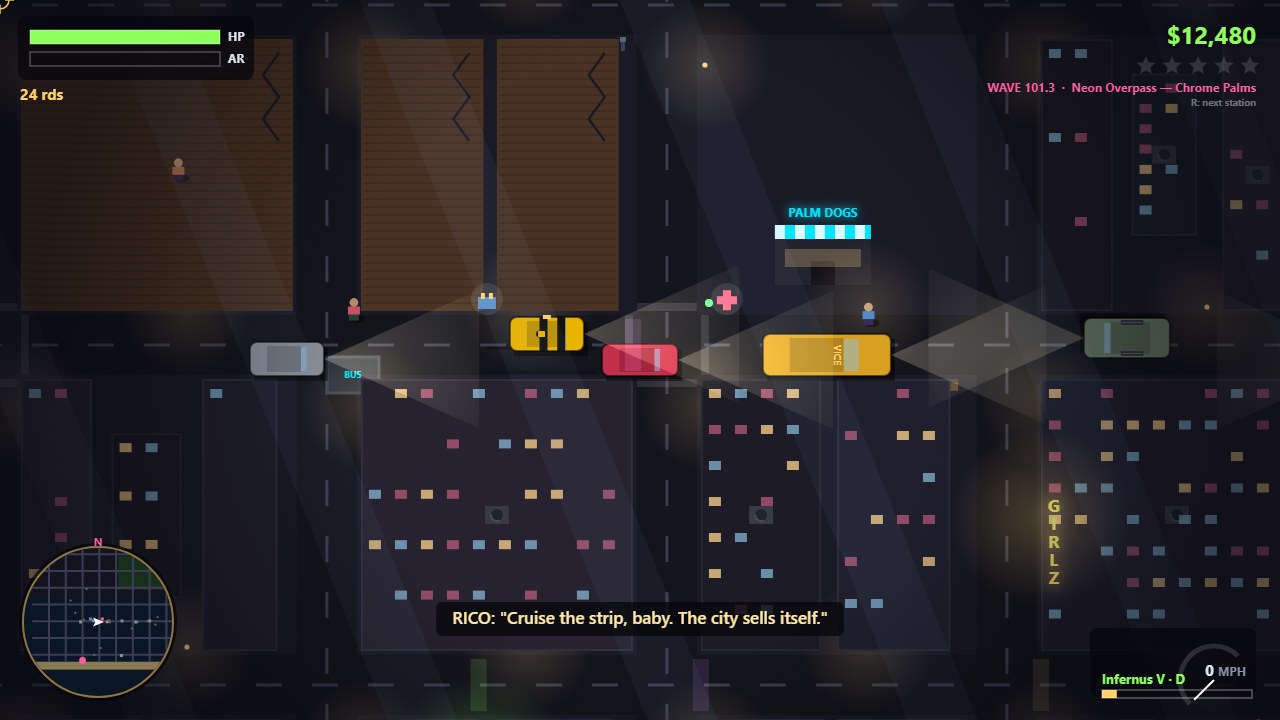 HP
AR
24 rds
$12,480
WAVE 101.3 · Neon Overpass — Chrome Palms
R: next station
PALM DOGS
VICE
BUS
G
T
R
L
Z
N
RICO: "Cruise the strip, baby. The city sells itself."
0 MPH
Infernus V · D